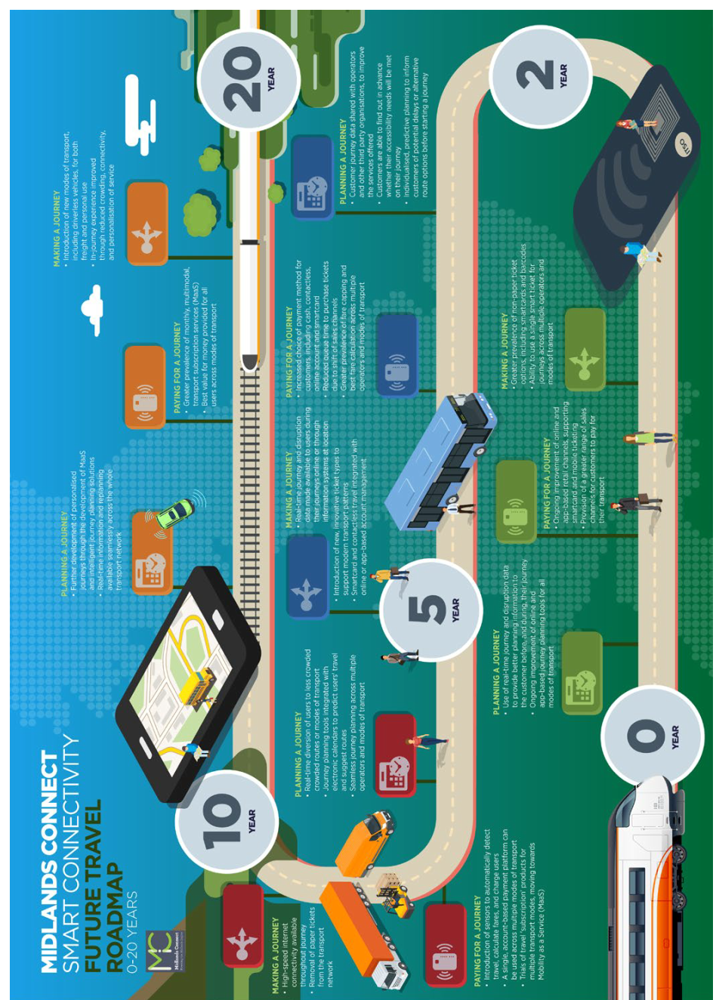 MIDLANDS CONNECT
SMART CONNECTIVITY
FUTURE TRAVEL
ROADMAP
0-20 YEARS
MiC
Midlands Connect
0
YEAR
PLANNING A JOURNEY
• Use of real-time journey and disruption data
to provide better planning information to
the customer before, and during, their journey
• Ongoing improvement of online and
app-based journey planning tools for all
modes of transport
PAYING FOR A JOURNEY
• Ongoing improvement of online and
app-based retail channels, supporting
smartcard and mobile ticketing
• Provision of a greater range of sales
channels for customers to pay for
their transport
MAKING A JOURNEY
• Greater prevalence of non-paper ticket
options, including smartcards and barcodes
• Ability to use a single smart ticket for
journeys across multiple operators and
modes of transport
itso
2
YEAR
PLANNING A JOURNEY
• Customer journey data shared with operators
and other third party organisations, to improve
the services offered
• Customers are able to find out in advance
whether their accessibility needs will be met
on their journey
• Individualised, predictive planning to inform
customers of potential delays or alternative
route options before starting a journey
PAYING FOR A JOURNEY
• Increased choice of payment method for
customers, including cash, contactless,
online account and smartcard
• Reduced queue time to purchase tickets
due to shift of sales channels
• Greater prevalence of fare capping and
best fare calculation across multiple
operators and modes of transport
MAKING A JOURNEY
• Real-time journey and disruption
data made available to users during
their journeys online or through
information systems at location
• Introduction of new, innovative ticket types to
support modern transport patterns
• Smartcard and contactless travel integrated with
online or app-based account management
5
YEAR
PLANNING A JOURNEY
• Real-time diversion of users to less crowded
crowded routes or modes of transport
• Journey planning tools integrated with
electronic calendars to predict users' travel
and suggest routes
• Seamless journey planning across multiple
operators and modes of transport
PAYING FOR A JOURNEY
• Introduction of sensors to automatically detect
travel, calculate fares, and charge users
• A single, account-based payment platform can
be used across multiple modes of transport
• Trials of travel 'subscription' products for
multiple transport modes, moving towards
Mobility as a Service (MaaS)
MAKING A JOURNEY
• High-speed internet
connectivity available
throughout journey
• Removal of paper tickets
from the transport
network
10
YEAR
PLANNING A JOURNEY
• Further development of personalised
journeys through the development of MaaS
and intelligent journey planning solutions
• Real-time information and replanning
available seamlessly across the whole
transport network
PAYING FOR A JOURNEY
• Greater prevalence of monthly, multimodal,
transport subscription services (MaaS)
• Best value for money provided for all
users across modes of transport
MAKING A JOURNEY
• Introduction of new modes of transport,
including driverless vehicles, for both
freight and personal use
• In-journey experience improved
through reduced crowding, connectivity,
and personalisation of service
20
YEAR